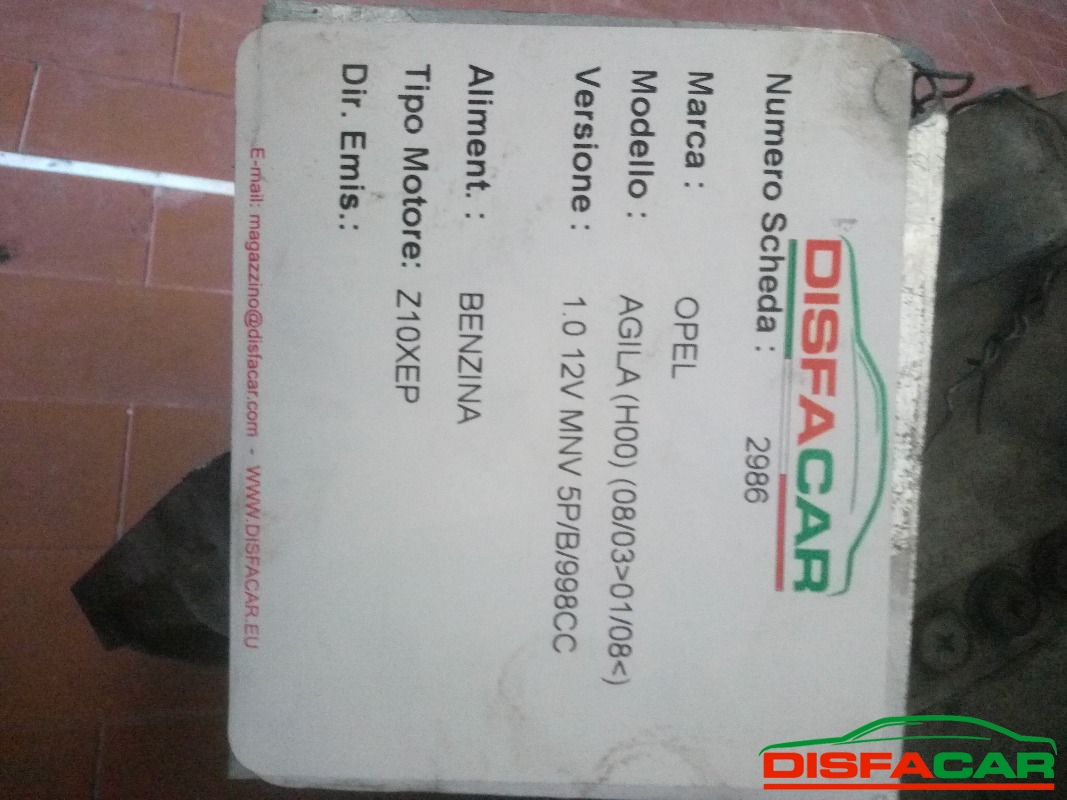 DISFACAR
Numero Scheda : 2986
Marca : OPEL
Modello : AGILA (H00) (08/03>01/08<)
Versione : 1.0 12V MNV 5P/B/998CC
Aliment. : BENZINA
Tipo Motore: Z10XEP
Dir. Emis.:
E-mail: magazzino@disfacar.com - WWW.DISFACAR.EU
DISFACAR